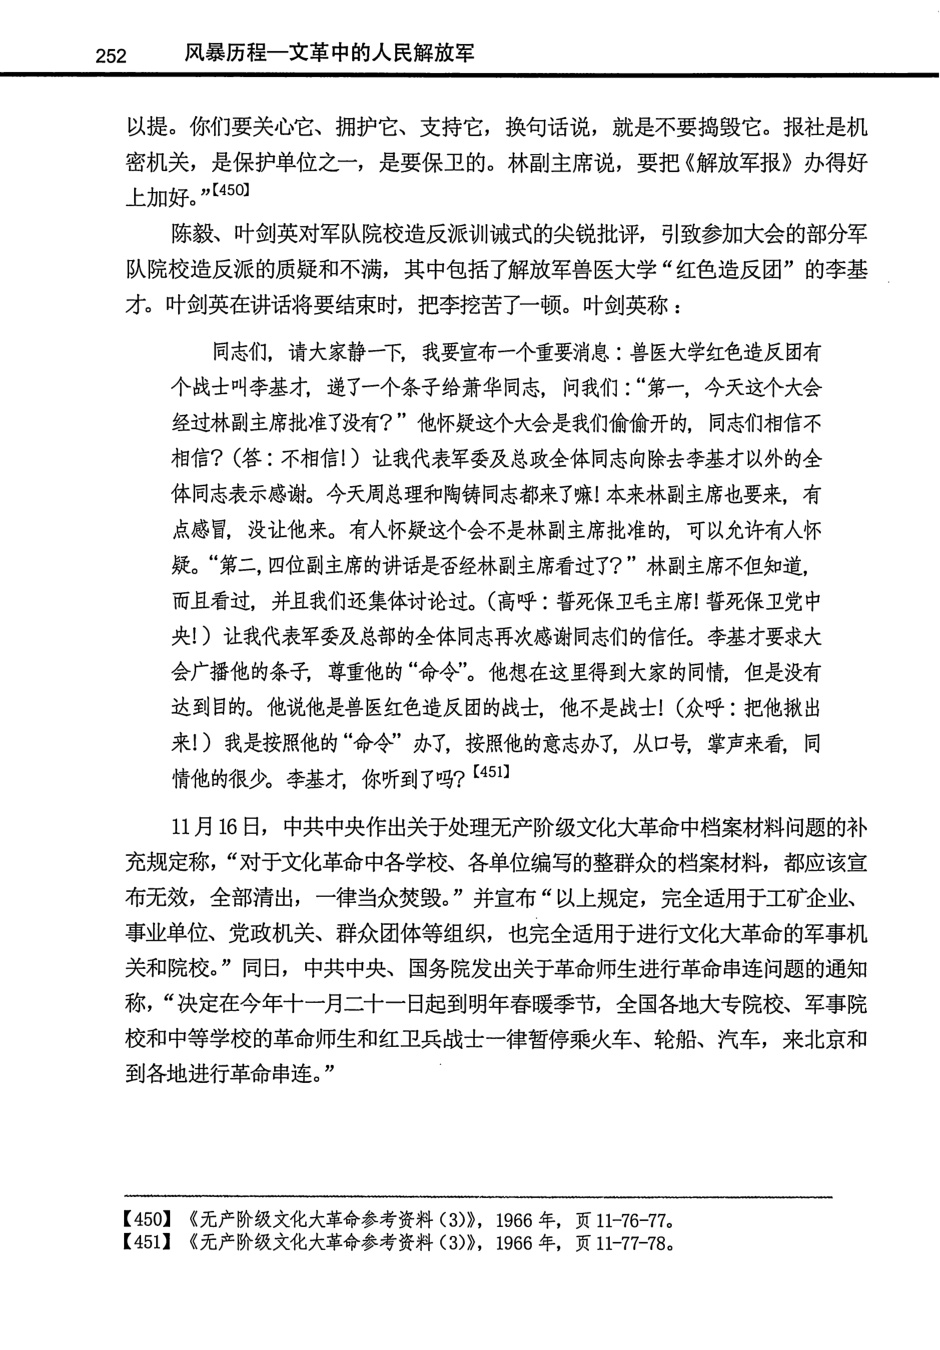 252 风暴历程—文革中的人民解放军
以提。你们要关心它、拥护它、支持它，换句话说，就是不要捣毁它。报社是机
密机关，是保护单位之一，是要保卫的。林副主席说，要把《解放军报》办得好
上加好。”【450】
陈毅、叶剑英对军队院校造反派训诫式的尖锐批评，引致参加大会的部分军
队院校造反派的质疑和不满，其中包括了解放军兽医大学“红色造反团”的李基
才。叶剑英在讲话将要结束时，把李挖苦了一顿。叶剑英称：
同志们，请大家静一下，我要宣布一个重要消息：兽医大学红色造反团有
个战士叫李基才，递了一个条子给萧华同志，问我们：“第一，今天这个大会
经过林副主席批准了没有？”他怀疑这个大会是我们偷偷开的，同志们相信不
相信？（答：不相信！）让我代表军委及总政全体同志向除去李基才以外的全
体同志表示感谢。今天周总理和陶铸同志都来了嘛！本来林副主席也要来，有
点感冒，没让他来。有人怀疑这个会不是林副主席批准的，可以允许有人怀
疑。“第二，四位副主席的讲话是否经林副主席看过了？”林副主席不但知道，
而且看过，并且我们还集体讨论过。（高呼：誓死保卫毛主席！誓死保卫党中
央！）让我代表军委及总部的全体同志再次感谢同志们的信任。李基才要求大
会广播他的条子，尊重他的“命令”。他想在这里得到大家的同情，但是没有
达到目的。他说他是兽医红色造反团的战士，他不是战士！（众呼：把他揪出
来！）我是按照他的“命令”办了，按照他的意志办了，从口号，掌声来看，同
情他的很少。李基才，你听到了吗？【451】
11月16日，中共中央作出关于处理无产阶级文化大革命中档案材料问题的补
充规定称，“对于文化革命中各学校、各单位编写的整群众的档案材料，都应该宣
布无效，全部清出，一律当众焚毁。”并宣布“以上规定，完全适用于工矿企业、
事业单位、党政机关、群众团体等组织，也完全适用于进行文化大革命的军事机
关和院校。”同日，中共中央、国务院发出关于革命师生进行革命串连问题的通知
称，“决定在今年十一月二十一日起到明年春暖季节，全国各地大专院校、军事院
校和中等学校的革命师生和红卫兵战士一律暂停乘火车、轮船、汽车，来北京和
到各地进行革命串连。”
【450】《无产阶级文化大革命参考资料（3）》，1966 年，页 11-76-77。
【451】《无产阶级文化大革命参考资料（3）》，1966 年，页 11-77-78。